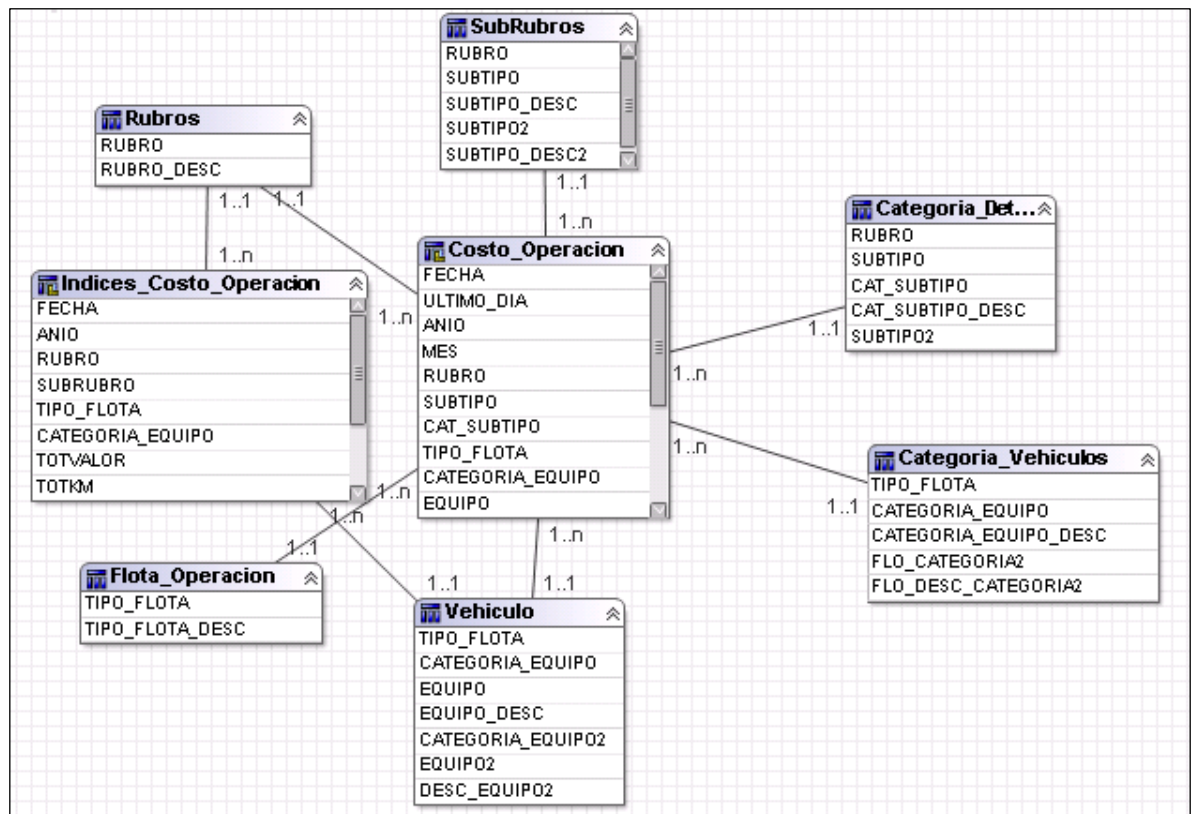 SubRubros
RUBRO
SUBTIPO
SUBTIPO_DESC
SUBTIPO2
SUBTIPO_DESC2
Rubros
RUBRO
RUBRO_DESC
1..1
1..1
1..1
1..n
1..n
Categoria_Det...
RUBRO
SUBTIPO
CAT_SUBTIPO
CAT_SUBTIPO_DESC
SUBTIPO2
Costo_Operacion
FECHA
ULTIMO_DIA
ANIO
MES
RUBRO
SUBTIPO
CAT_SUBTIPO
TIPO_FLOTA
CATEGORIA_EQUIPO
EQUIPO
Indices_Costo_Operacion
FECHA
ANIO
RUBRO
SUBRUBRO
TIPO_FLOTA
CATEGORIA_EQUIPO
TOTVALOR
TOTKM
1..n
1..1
1..n
1..n
1..1
Categoria_Vehiculos
TIPO_FLOTA
CATEGORIA_EQUIPO
CATEGORIA_EQUIPO_DESC
FLO_CATEGORIA2
FLO_DESC_CATEGORIA2
1..n
1..n
1..n
1..1
1..1
1..1
Flota_Operacion
TIPO_FLOTA
TIPO_FLOTA_DESC
Vehiculo
TIPO_FLOTA
CATEGORIA_EQUIPO
EQUIPO
EQUIPO_DESC
CATEGORIA_EQUIPO2
EQUIPO2
DESC_EQUIPO2